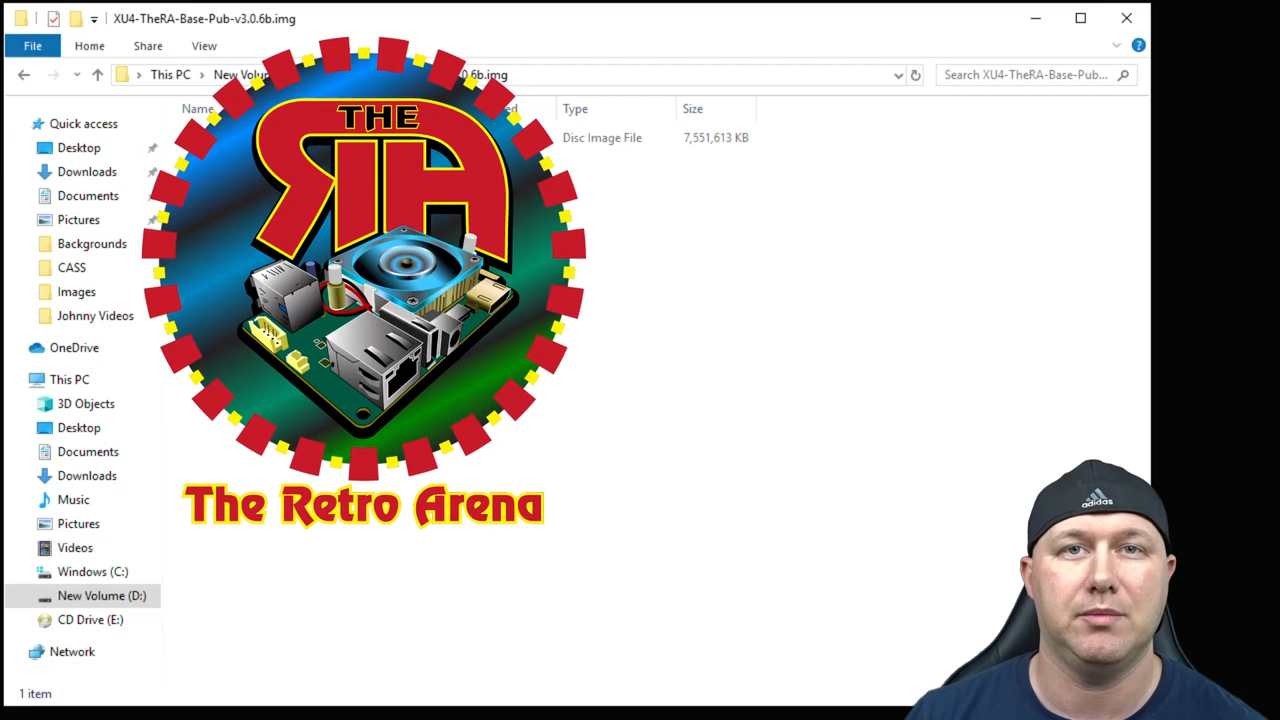 XU4-TheRA-Base-Pub-v3.0.6b.img
File Home Share View
This PC New Volu 0.6b.img Search XU4-TheRA-Base-Pub...
Name ed Type Size
Disc Image File 7,551,613 KB
Quick access
Desktop
Downloads
Documents
Pictures
Backgrounds
CASS
Images
Johnny Videos
OneDrive
This PC
3D Objects
Desktop
Documents
Downloads
Music
Pictures
Videos
Windows (C:)
New Volume (D:)
CD Drive (E:)
Network
1 item
THE
RA
The Retro Arena
adidas